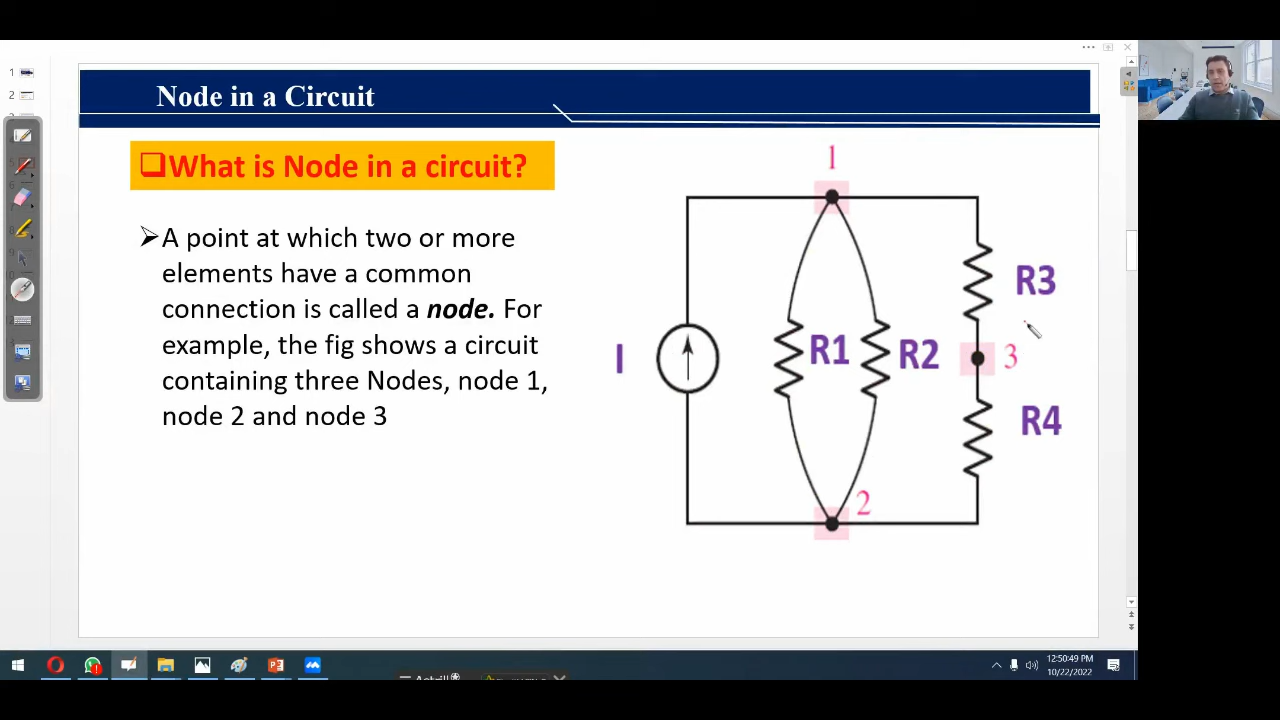 Node in a Circuit
❑What is Node in a circuit?
➢A point at which two or more
elements have a common
connection is called a node. For
example, the fig shows a circuit
containing three Nodes, node 1,
node 2 and node 3
1
R3
I
R1
R2
3
R4
2
1
2
12:50:49 PM
10/22/2022